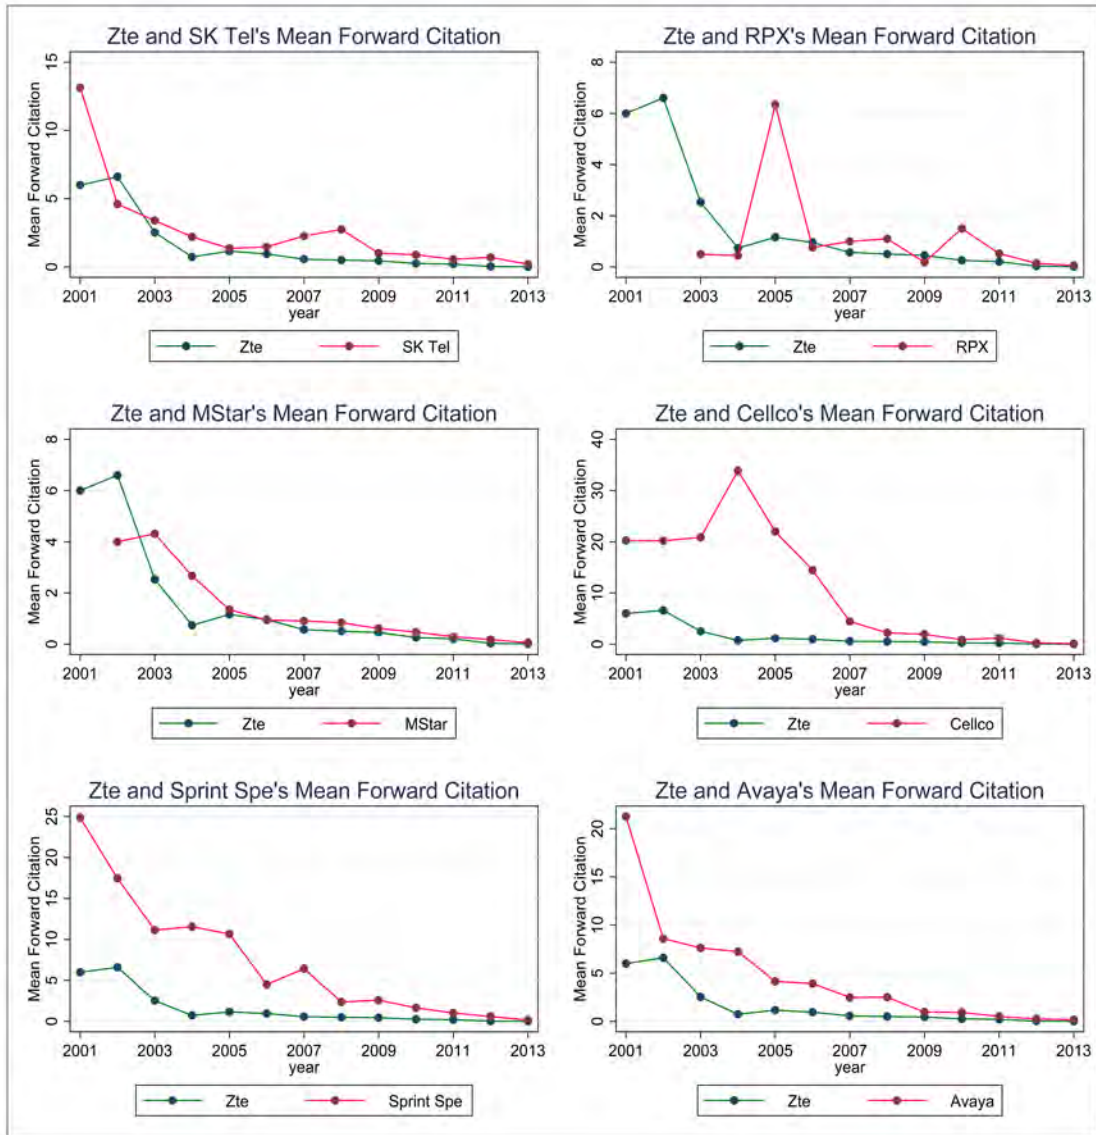 Zte and SK Tel's Mean Forward Citation
Mean Forward Citation
15
10
5
0
2001 2003 2005 2007 2009 2011 2013
year
Zte SK Tel
Zte and RPX's Mean Forward Citation
Mean Forward Citation
8
6
4
2
0
2001 2003 2005 2007 2009 2011 2013
year
Zte RPX
Zte and MStar's Mean Forward Citation
Mean Forward Citation
8
6
4
2
0
2001 2003 2005 2007 2009 2011 2013
year
Zte MStar
Zte and Cellco's Mean Forward Citation
Mean Forward Citation
40
30
20
10
0
2001 2003 2005 2007 2009 2011 2013
year
Zte Cellco
Zte and Sprint Spe's Mean Forward Citation
Mean Forward Citation
25
20
15
10
5
0
2001 2003 2005 2007 2009 2011 2013
year
Zte Sprint Spe
Zte and Avaya's Mean Forward Citation
Mean Forward Citation
20
15
10
5
0
2001 2003 2005 2007 2009 2011 2013
year
Zte Avaya